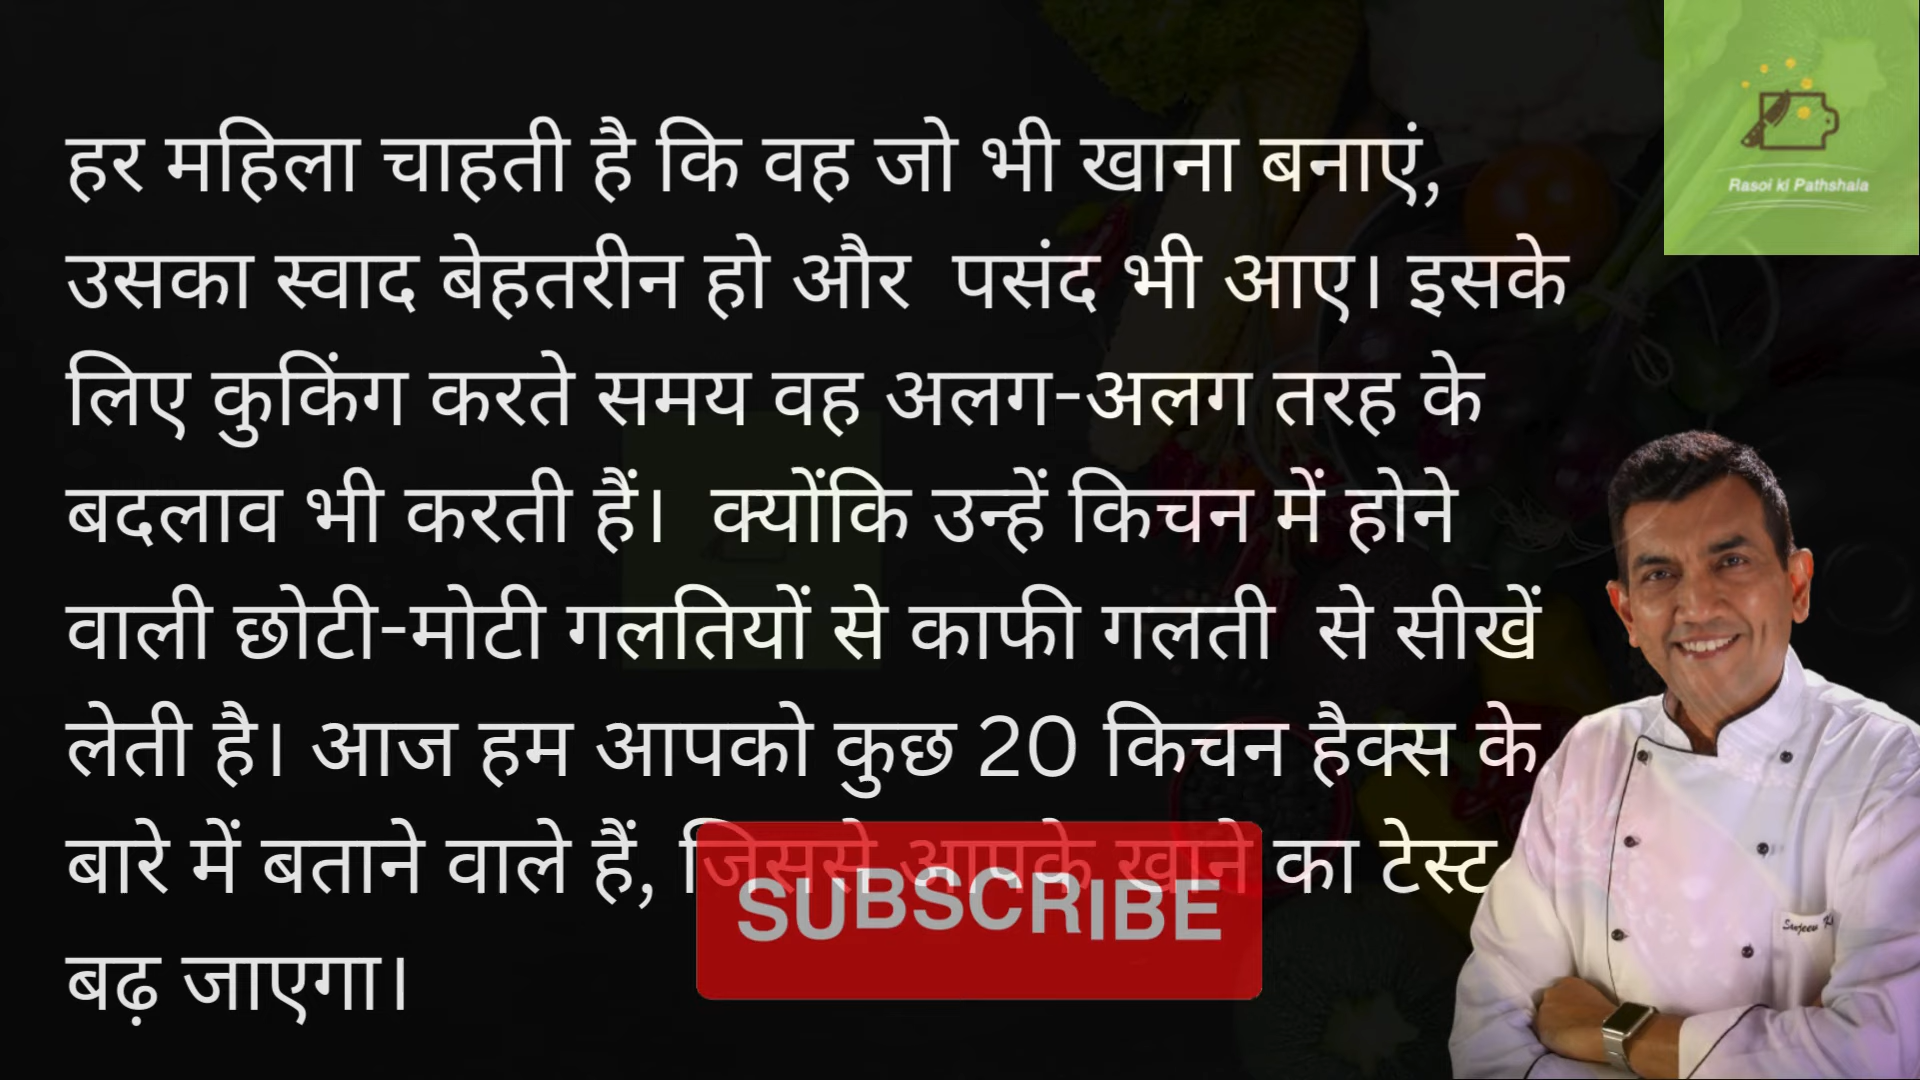 Rasoi ki Pathshala
हर महिला चाहती है कि वह जो भी खाना बनाएं,
उसका स्वाद बेहतरीन हो और  पसंद भी आए। इसके
लिए कुकिंग करते समय वह अलग-अलग तरह के
बदलाव भी करती हैं।  क्योंकि उन्हें किचन में होने
वाली छोटी-मोटी गलतियों से काफी गलती  से सीखें
लेती है। आज हम आपको कुछ 20 किचन हैक्स के
बारे में बताने वाले हैं, जिससे आपके खाने का टेस्ट
बढ़ जाएगा।
SUBSCRIBE